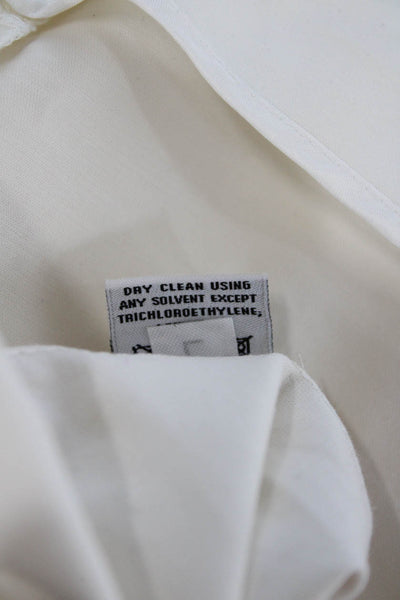 DRY CLEAN USING
ANY SOLVENT EXCEPT
TRICHLOROETHYLENE;